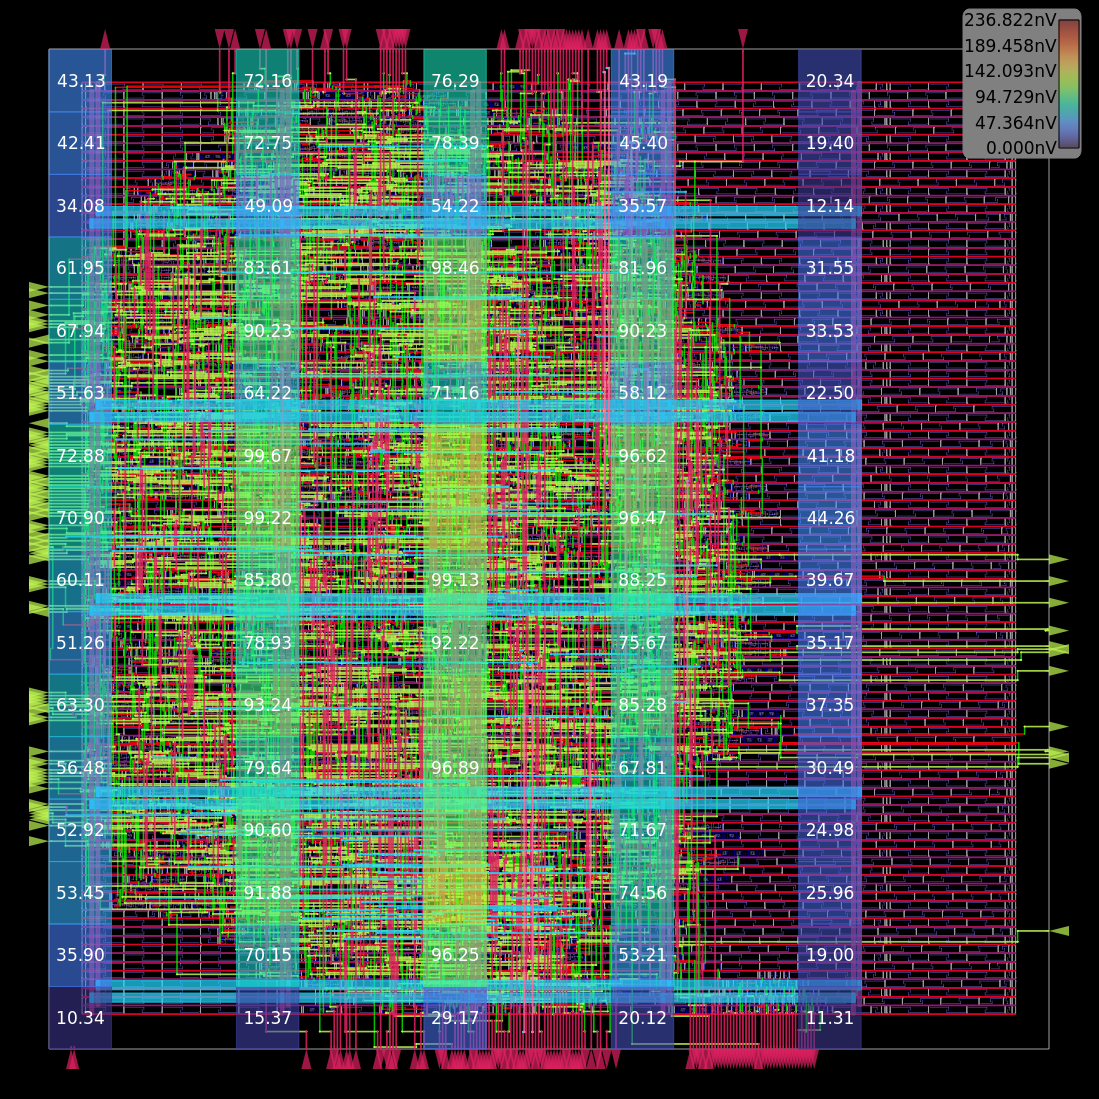 236.822nV
189.458nV
142.093nV
94.729nV
47.364nV
0.000nV
43.13 72.16 76.29 43.19 20.34
42.41 72.75 78.39 45.40 19.40
34.08 49.09 54.22 35.57 12.14
61.95 83.61 98.46 81.96 31.55
67.94 90.23 90.23 33.53
51.63 64.22 71.16 58.12 22.50
72.88 99.67 96.62 41.18
70.90 99.22 96.47 44.26
60.11 85.80 99.13 88.25 39.67
51.26 78.93 92.22 75.67 35.17
63.30 93.24 85.28 37.35
56.48 79.64 96.89 67.81 30.49
52.92 90.60 71.67 24.98
53.45 91.88 74.56 25.96
35.90 70.15 96.25 53.21 19.00
10.34 15.37 29.17 20.12 11.31